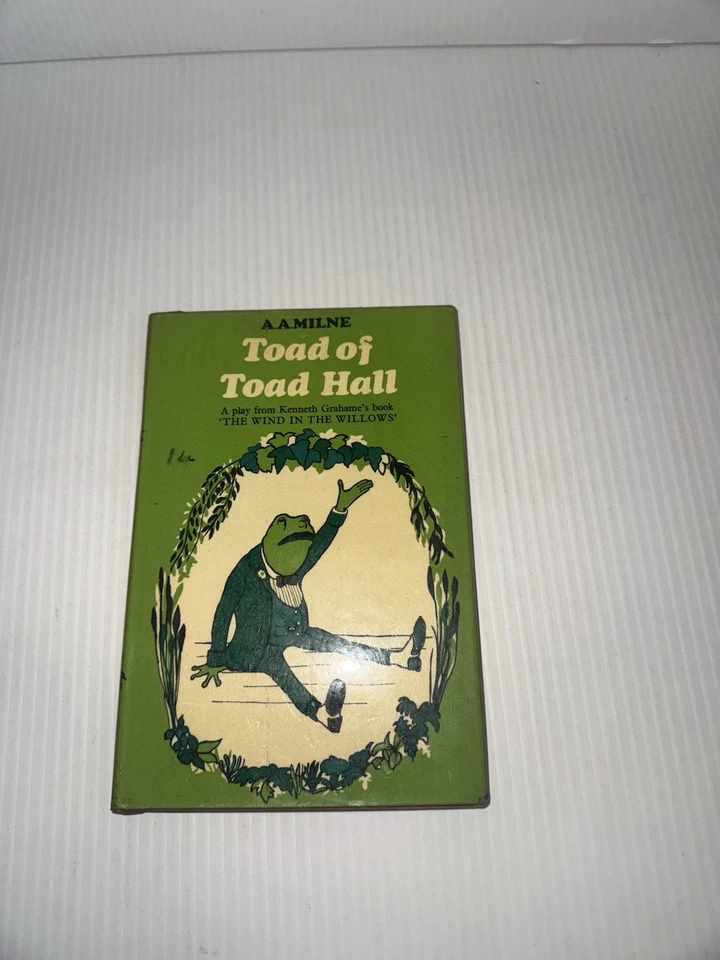 A.A.MILNE
Toad of
Toad Hall
A play from Kenneth Grahame's book
'THE WIND IN THE WILLOWS'